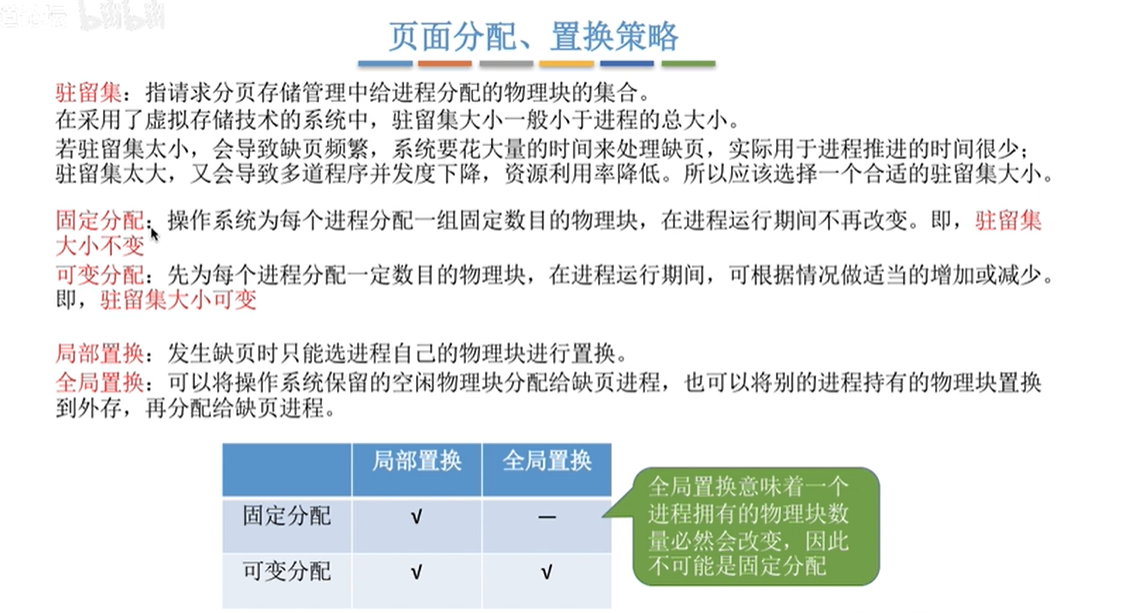 bilibili
页面分配、置换策略
驻留集：指请求分页存储管理中给进程分配的物理块的集合。
在采用了虚拟存储技术的系统中，驻留集大小一般小于进程的总大小。
若驻留集太小，会导致缺页频繁，系统要花大量的时间来处理缺页，实际用于进程推进的时间很少；
驻留集太大，又会导致多道程序并发度下降，资源利用率降低。所以应该选择一个合适的驻留集大小。
固定分配：操作系统为每个进程分配一组固定数目的物理块，在进程运行期间不再改变。即，驻留集
大小不变
可变分配：先为每个进程分配一定数目的物理块，在进程运行期间，可根据情况做适当的增加或减少。
即，驻留集大小可变
局部置换：发生缺页时只能选进程自己的物理块进行置换。
全局置换：可以将操作系统保留的空闲物理块分配给缺页进程，也可以将别的进程持有的物理块置换
到外存，再分配给缺页进程。
局部置换 全局置换
固定分配 √ —
可变分配 √ √
全局置换意味着一个
进程拥有的物理块数
量必然会改变，因此
不可能是固定分配